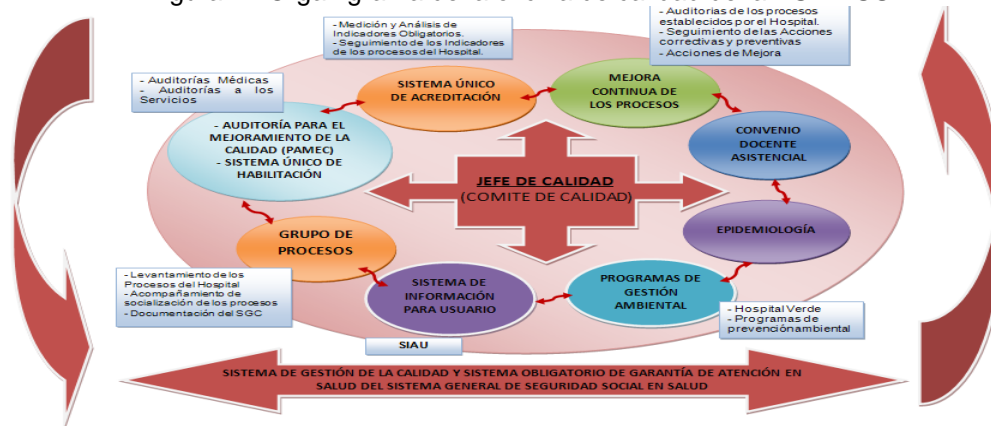 - Medición y Análisis de
Indicadores Obligatorios.
- Seguimiento de los Indicadores
de los procesos del Hospital.
- Auditorias de los procesos
establecidos por el Hospital.
- Seguimiento de las Acciones
correctivas y preventivas
- Acciones de Mejora
- Auditorías Médicas
- Auditorías a los
Servicios
SISTEMA ÚNICO
DE ACREDITACIÓN
MEJORA
CONTINUA DE
LOS PROCESOS
- AUDITORÍA PARA EL
MEJORAMIENTO DE LA
CALIDAD (PAMEC)
- SISTEMA ÚNICO DE
HABILITACIÓN
CONVENIO
DOCENTE
ASISTENCIAL
JEFE DE CALIDAD
(COMITE DE CALIDAD)
GRUPO DE
PROCESOS
EPIDEMIOLOGÍA
- Levantamiento de los
Procesos del Hospital
- Acompañamiento de
socialización de los procesos
- Documentación del SGC
SISTEMA DE
INFORMACIÓN
PARA USUARIO
PROGRAMAS DE
GESTIÓN
AMBIENTAL
- Hospital Verde
- Programas de
prevención ambiental
SIAU
SISTEMA DE GESTIÓN DE LA CALIDAD Y SISTEMA OBLIGATORIO DE GARANTÍA DE ATENCIÓN EN
SALUD DEL SISTEMA GENERAL DE SEGURIDAD SOCIAL EN SALUD